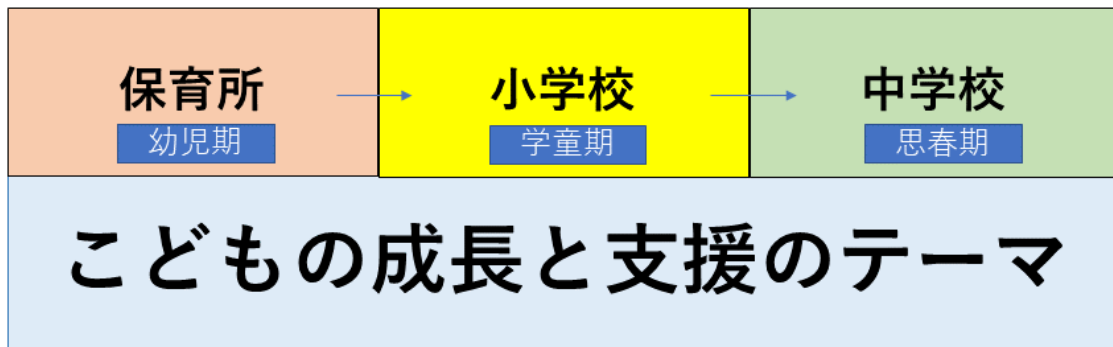 保育所
幼児期
小学校
学童期
中学校
思春期
こどもの成長と支援のテーマ